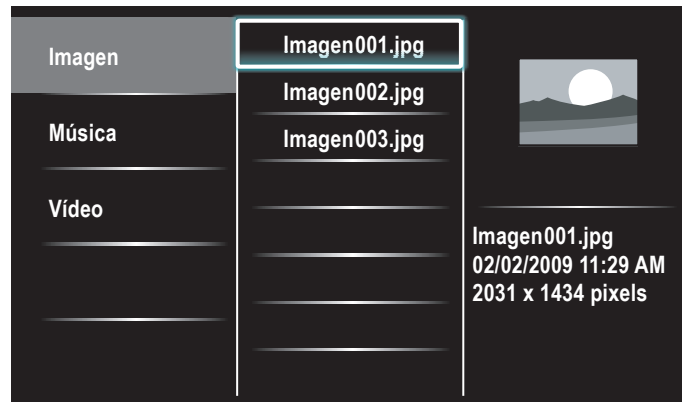 Imagen
Música
Vídeo
Imagen001.jpg
Imagen002.jpg
Imagen003.jpg
Imagen001.jpg
02/02/2009 11:29 AM
2031 x 1434 pixels